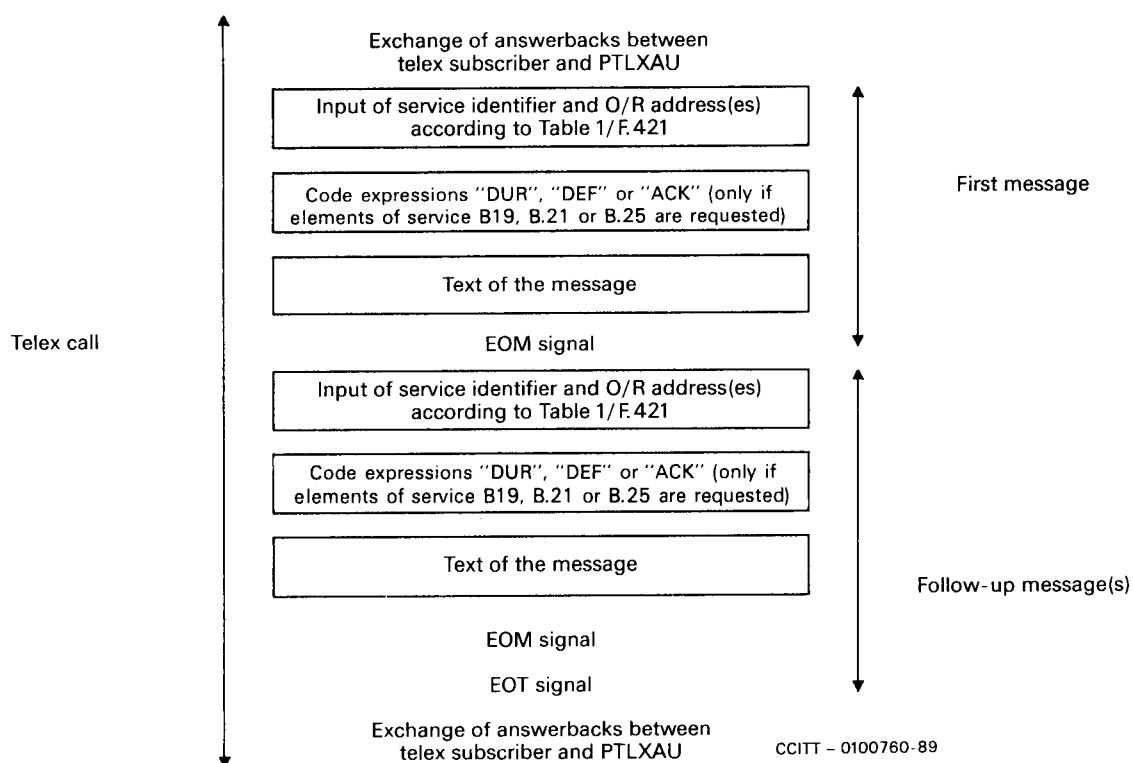 Exchange of answerbacks between
telex subscriber and PTLXAU
Input of service identifier and O/R address(es)
according to Table 1/F.421
Code expressions "DUR", "DEF" or "ACK" (only if
elements of service B19, B.21 or B.25 are requested)
First message
Text of the message
Telex call
EOM signal
Input of service identifier and O/R address(es)
according to Table 1/F.421
Code expressions "DUR", "DEF" or "ACK" (only if
elements of service B19, B.21 or B.25 are requested)
Text of the message
Follow-up message(s)
EOM signal
EOT signal
Exchange of answerbacks between
telex subscriber and PTLXAU
CCITT – 0100760-89